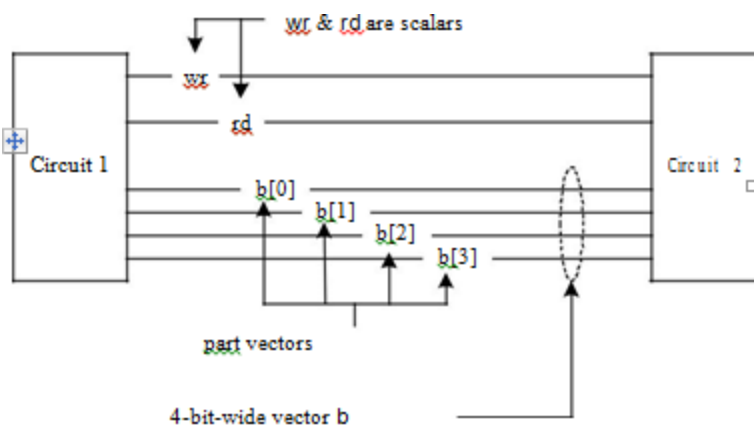 wr & rd are scalars
wr
rd
Circuit 1
Circuit 2
b[0]
b[1]
b[2]
b[3]
part vectors
4-bit-wide vector b